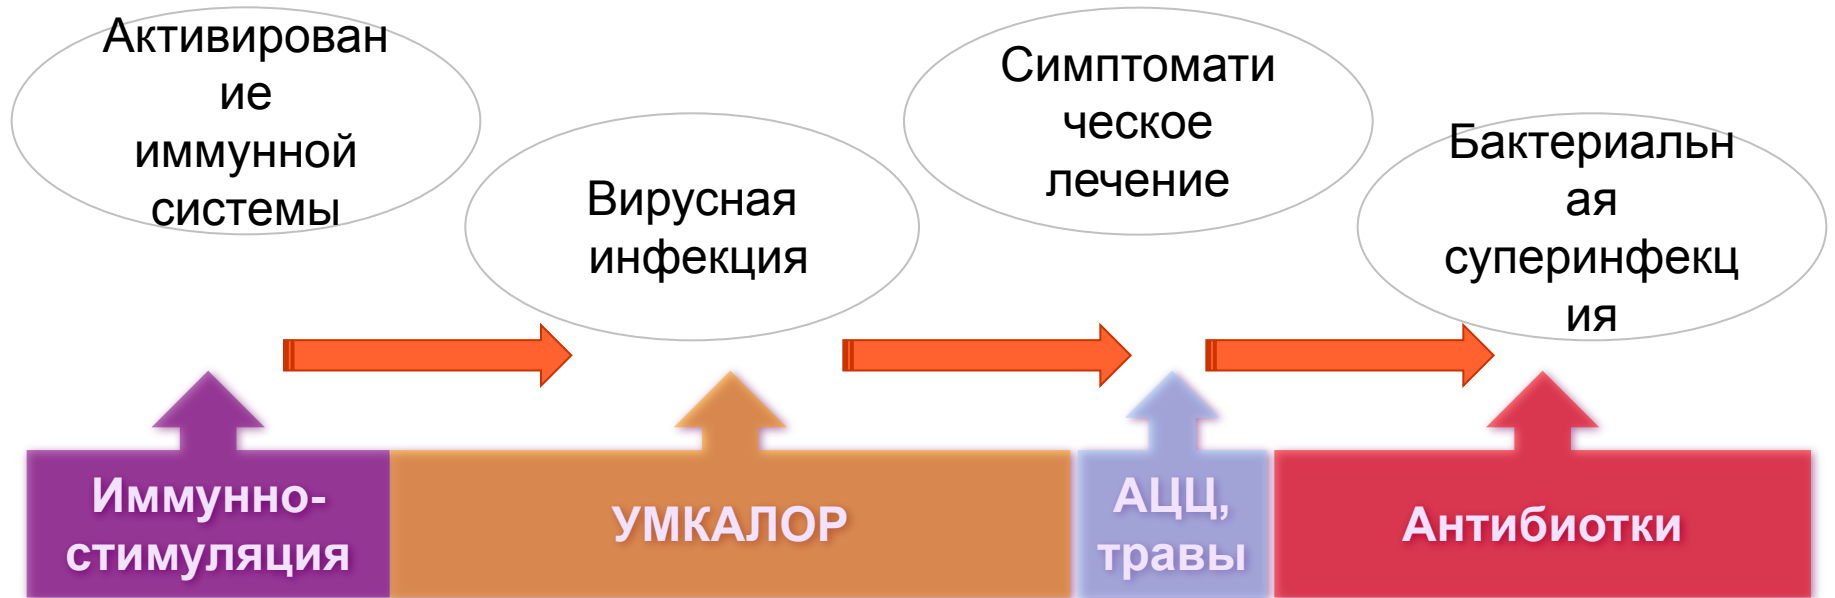 Активирован
ие
иммунной
системы
Вирусная
инфекция
Симптомати
ческое
лечение
Бактериальн
ая
суперинфекц
ия
Иммунно-
стимуляция
УМКАЛОР
АЦЦ,
травы
Антибиотки